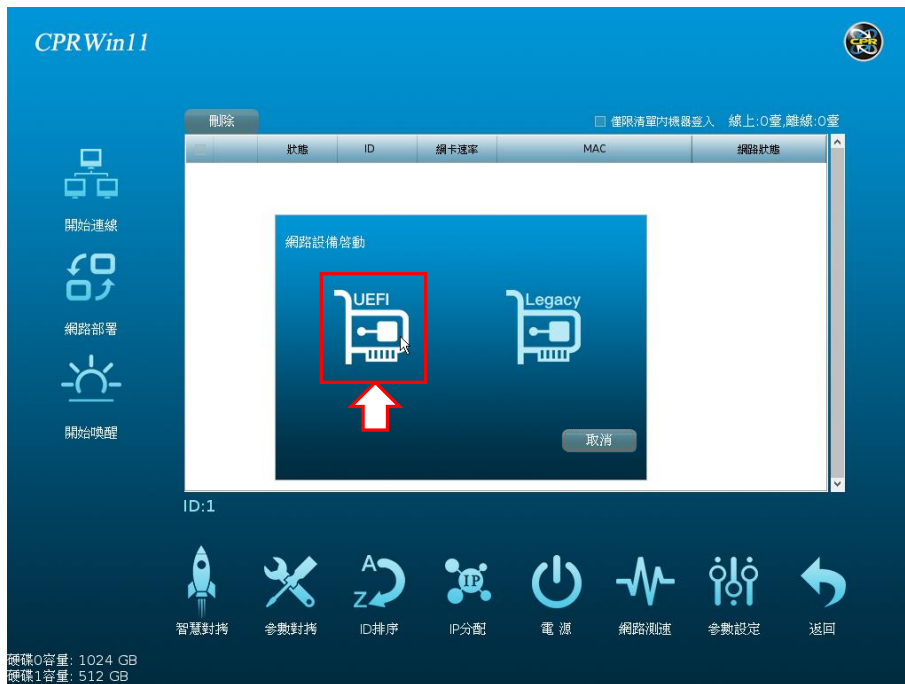 CPRWin11
CPR
刪除
僅限清單內機器登入 線上:0臺,離線:0臺
狀態 ID 網卡速率 MAC 網路狀態
開始連線
網路部署
開始喚醒
網路設備啓動
UEFI Legacy
取消
ID:1
A
Z
IP
智慧對拷 參數對拷 ID排序 IP分配 電 源 網路測速 參數設定 返回
硬碟0容量: 1024 GB
硬碟1容量: 512 GB